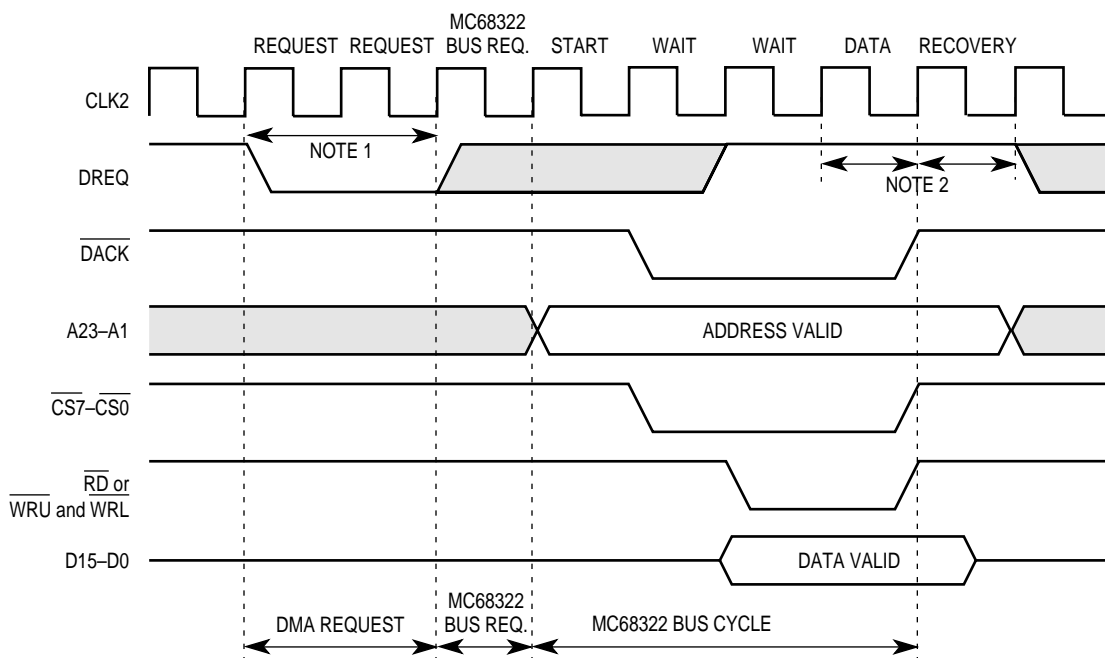 MC68322
REQUEST REQUEST BUS REQ. START WAIT WAIT DATA RECOVERY
CLK2
NOTE 1
DREQ
NOTE 2
DACK
A23–A1
ADDRESS VALID
CS7–CS0
RD or
WRU and WRL
D15–D0
DATA VALID
MC68322
DMA REQUEST BUS REQ. MC68322 BUS CYCLE